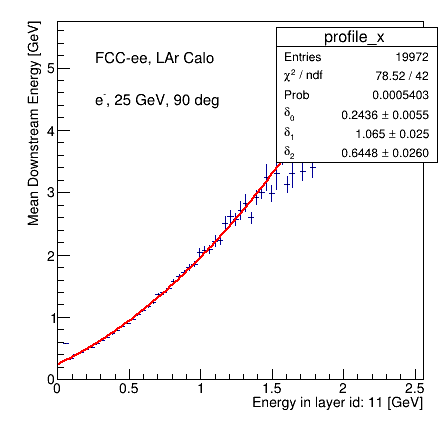 profile_x
Entries 19972
χ² / ndf 78.52 / 42
Prob 0.0005403
δ₀ 0.2436 ± 0.0055
δ₁ 1.065 ± 0.025
δ₂ 0.6448 ± 0.0260
FCC-ee, LAr Calo
e⁻, 25 GeV, 90 deg
Mean Downstream Energy [GeV]
5
4
3
2
1
0
0 0.5 1 1.5 2 2.5
Energy in layer id: 11 [GeV]